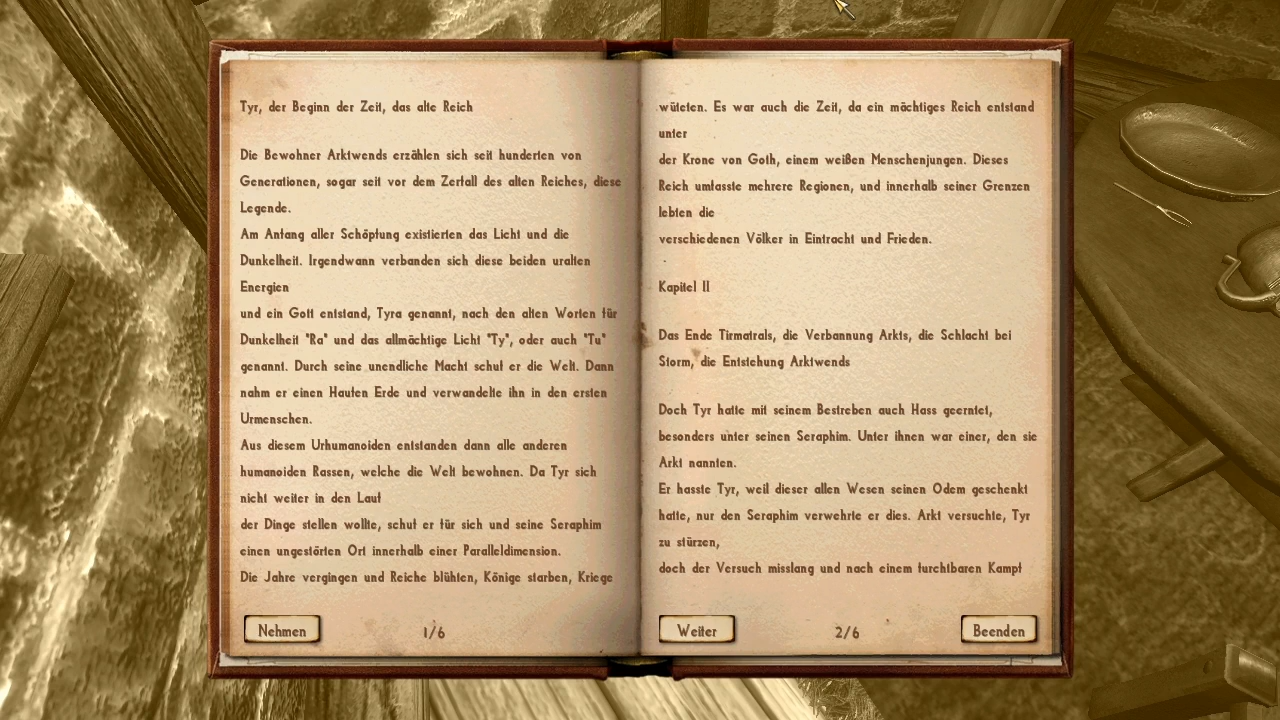 Tyr, der Beginn der Zeit, das alte Reich
Die Bewohner Arktwends erzählen sich seit hunderten von
Generationen, sogar seit vor dem Zerfall des alten Reiches, diese
Legende.
Am Anfang aller Schöpfung existierten das Licht und die
Dunkelheit. Irgendwann verbanden sich diese beiden uralten
Energien
und ein Gott entstand, Tyra genannt, nach den alten Worten für
Dunkelheit "Ra" und das allmächtige Licht "Ty", oder auch "Tu"
genannt. Durch seine unendliche Macht schuf er die Welt. Dann
nahm er einen Haufen Erde und verwandelte ihn in den ersten
Urmenschen.
Aus diesem Urhumanoiden entstanden dann alle anderen
humanoiden Rassen, welche die Welt bewohnen. Da Tyr sich
nicht weiter in den Lauf
der Dinge stellen wollte, schuf er für sich und seine Seraphim
einen ungestörten Ort innerhalb einer Paralleldimension.
Die Jahre vergingen und Reiche blühten, Könige starben, Kriege
Nehmen
1/6
wüteten. Es war auch die Zeit, da ein mächtiges Reich entstand
unter
der Krone von Goth, einem weißen Menschenjungen. Dieses
Reich umfasste mehrere Regionen, und innerhalb seiner Grenzen
lebten die
verschiedenen Völker in Eintracht und Frieden.
Kapitel II
Das Ende Tirmatrals, die Verbannung Arkts, die Schlacht bei
Storm, die Entstehung Arktwends
Doch Tyr hatte mit seinem Bestreben auch Hass geerntet,
besonders unter seinen Seraphim. Unter ihnen war einer, den sie
Arkt nannten.
Er hasste Tyr, weil dieser allen Wesen seinen Odem geschenkt
hatte, nur den Seraphim verwehrte er dies. Arkt versuchte, Tyr
zu stürzen,
doch der Versuch misslang und nach einem furchtbaren Kampf
Weiter
2/6
Beenden